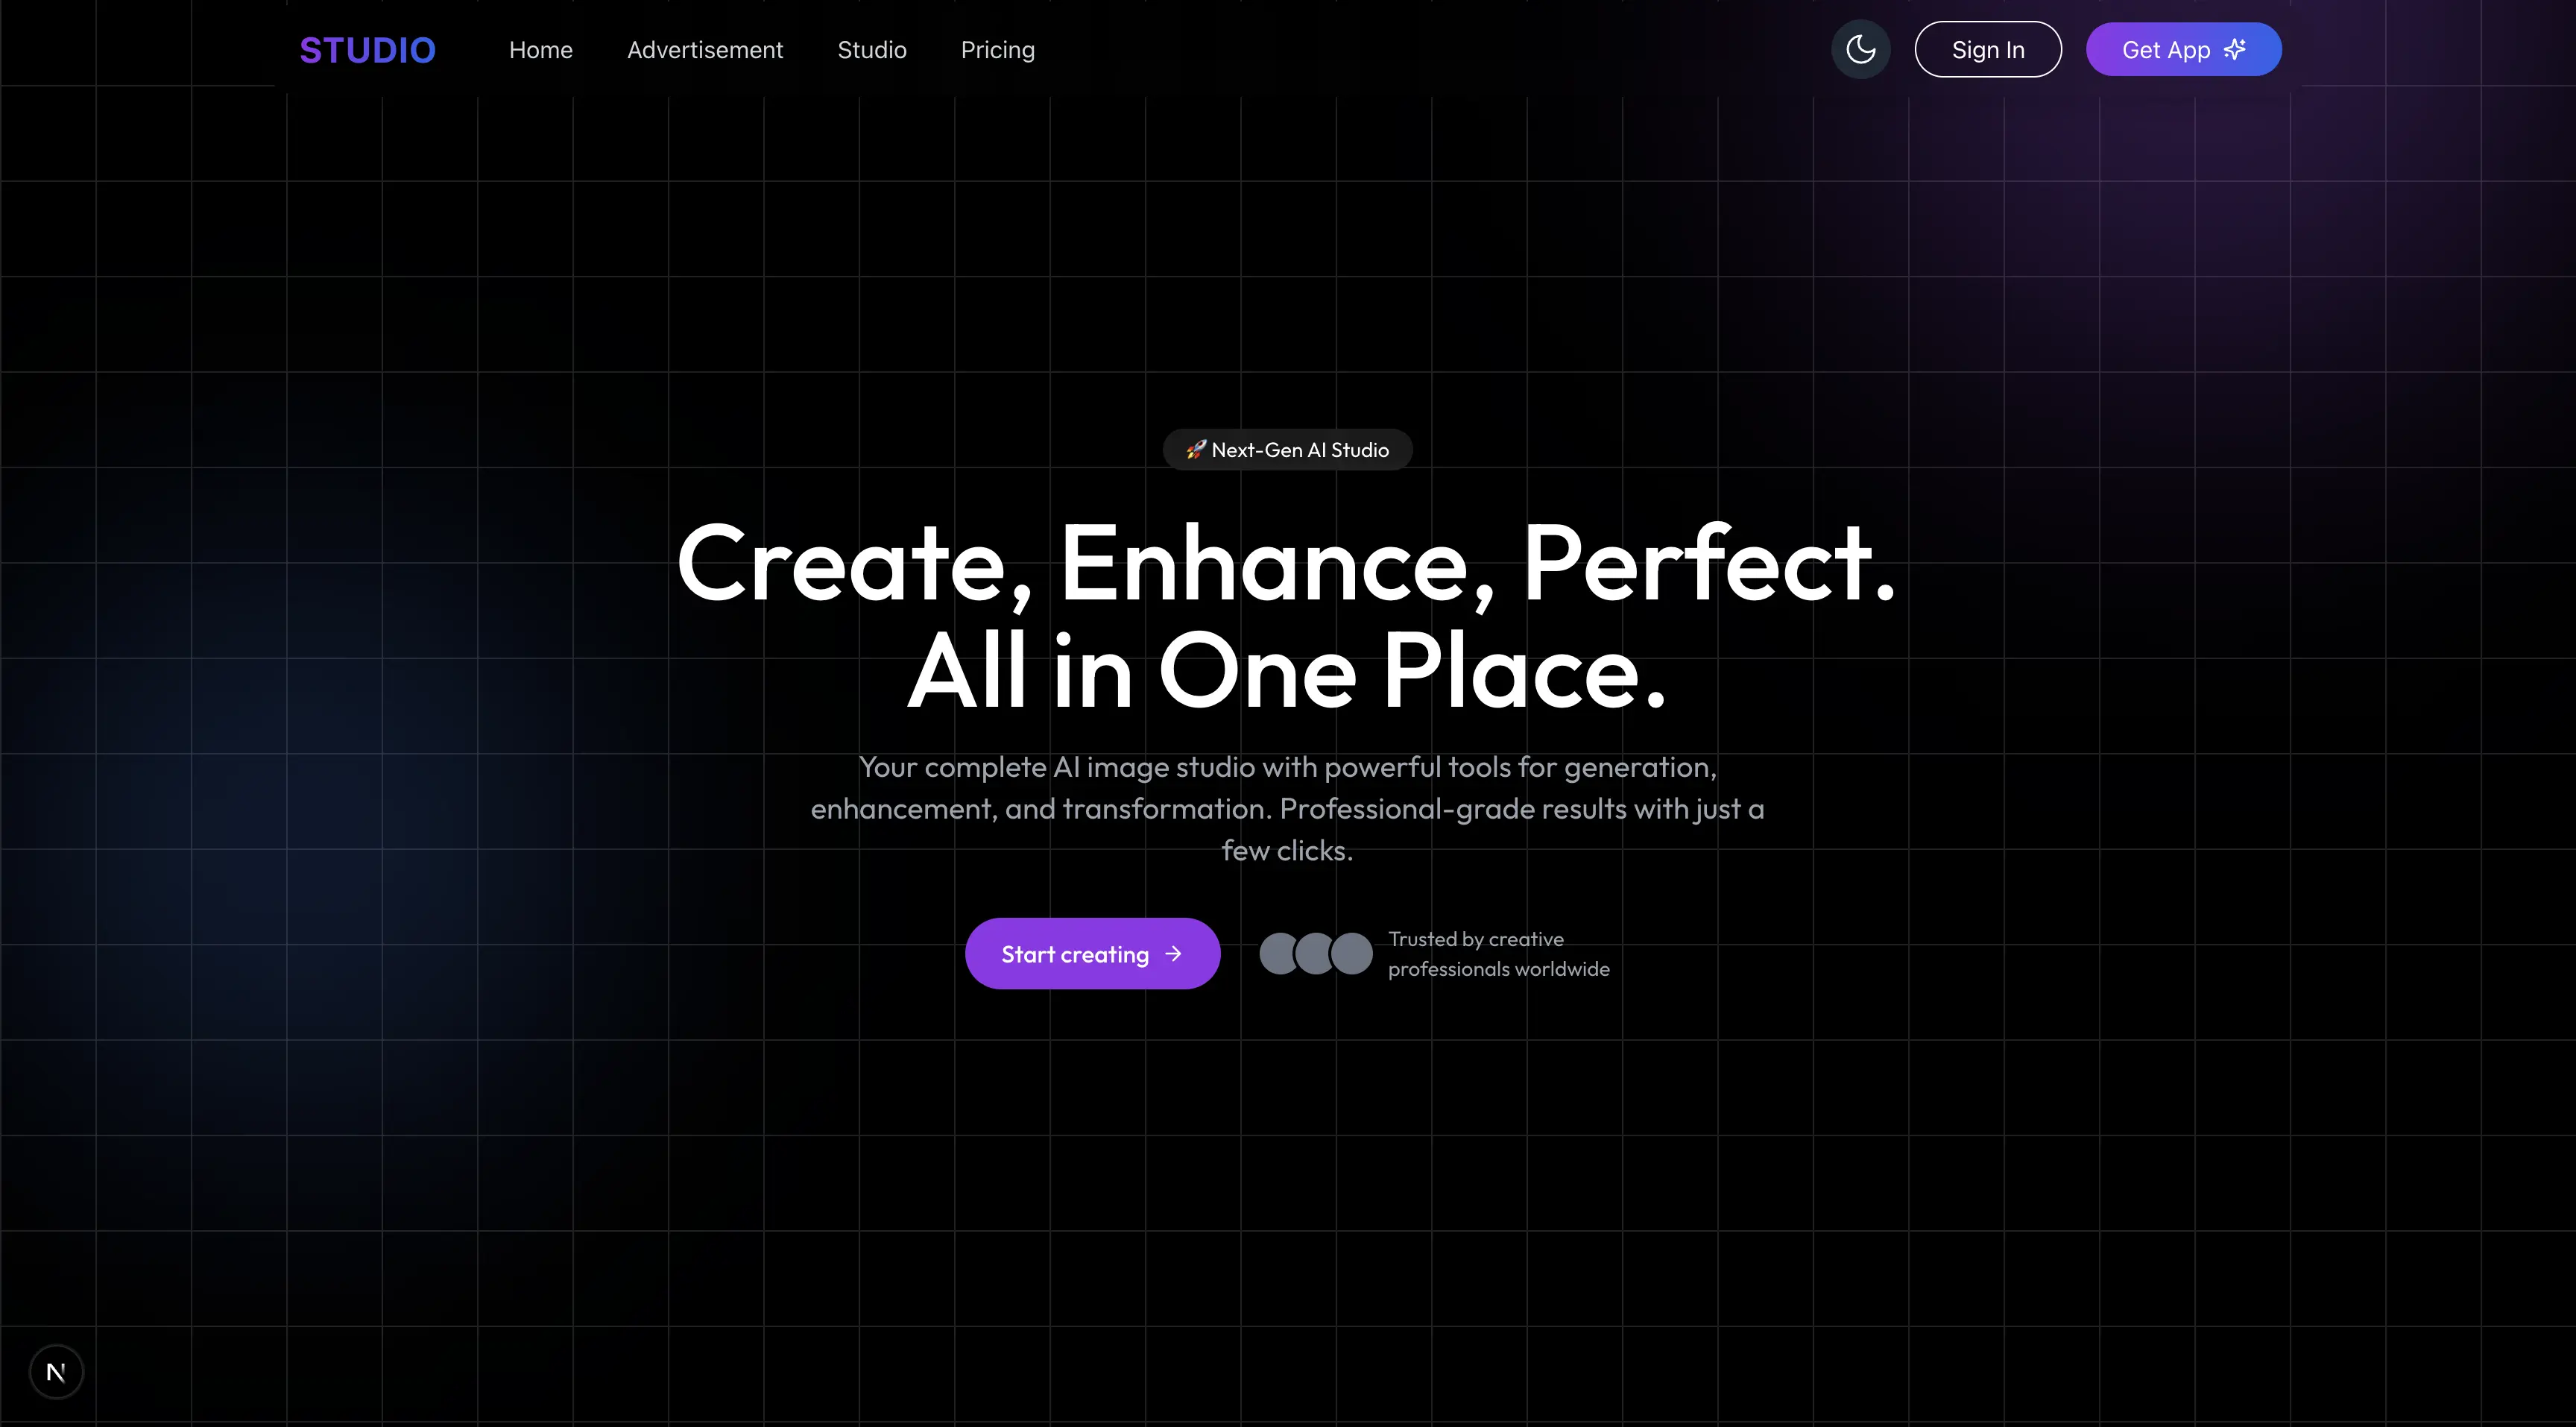 STUDIO
Home
Advertisement
Studio
Pricing
Sign In
Get App
🚀 Next-Gen AI Studio
Create, Enhance, Perfect.
All in One Place.
Your complete AI image studio with powerful tools for generation,
enhancement, and transformation. Professional-grade results with just a
few clicks.
Start creating →
Trusted by creative
professionals worldwide
N